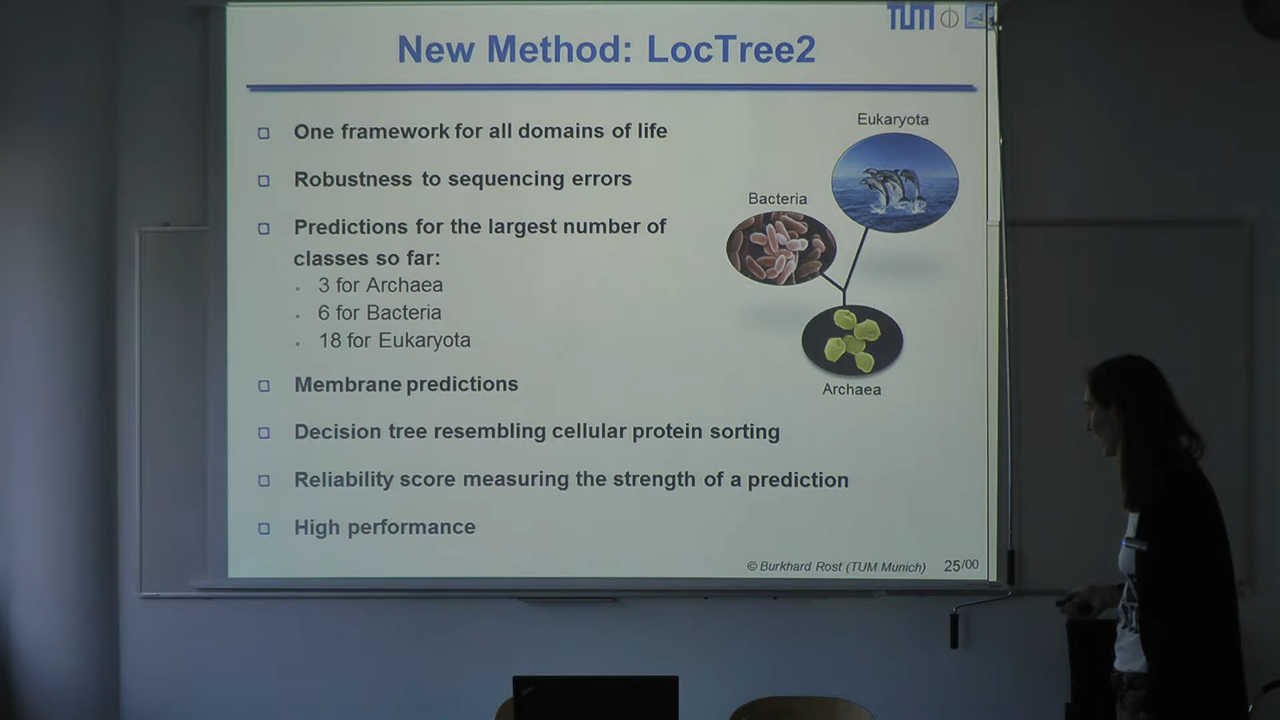 TUM
New Method: LocTree2
One framework for all domains of life
Robustness to sequencing errors
Predictions for the largest number of
classes so far:
3 for Archaea
6 for Bacteria
18 for Eukaryota
Membrane predictions
Decision tree resembling cellular protein sorting
Reliability score measuring the strength of a prediction
High performance
Eukaryota
Bacteria
Archaea
© Burkhard Rost (TUM Munich)
25/00